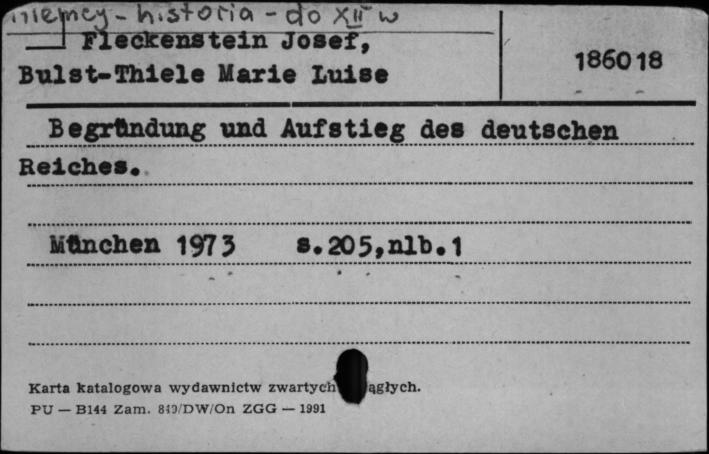 niemcy - historia - do XII w
Fleckenstein Josef,
186018
Bulst-Thiele Marie Luise
Begründung und Aufstieg des deutschen
Reiches.
München 1973 s.205,nlb.1
Karta katalogowa wydawnictw zwartych ągłych.
PU — B144 Zam. 849/DW/On ZGG — 1991